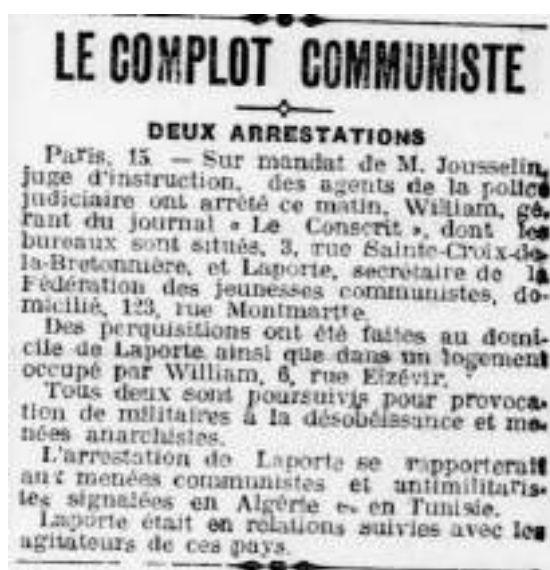 LE COMPLOT COMMUNISTE
DEUX ARRESTATIONS
Paris, 15. — Sur mandat de M. Jousselin,
juge d'instruction, des agents de la police
judiciaire ont arrêté ce matin, William, gé-
rant du journal « Le Conscrit », dont les
bureaux sont situés, 3, rue Sainte-Croix-de-
la-Bretonnière, et Laporte, secrétaire de la
Fédération des jeunesses communistes, do-
micilié, 123, rue Montmartre.
Des perquisitions ont été faites au domi-
cile de Laporte ainsi que dans un logement
occupé par William, 6, rue Elzévir.
Tous deux sont poursuivis pour provoca-
tion de militaires à la désobéissance et me-
nées anarchistes.
L'arrestation de Laporte se rapporterait
aux menées communistes et antimilitaris-
tes signalées en Algérie et en Tunisie.
Laporte était en relations suivies avec les
agitateurs de ces pays.